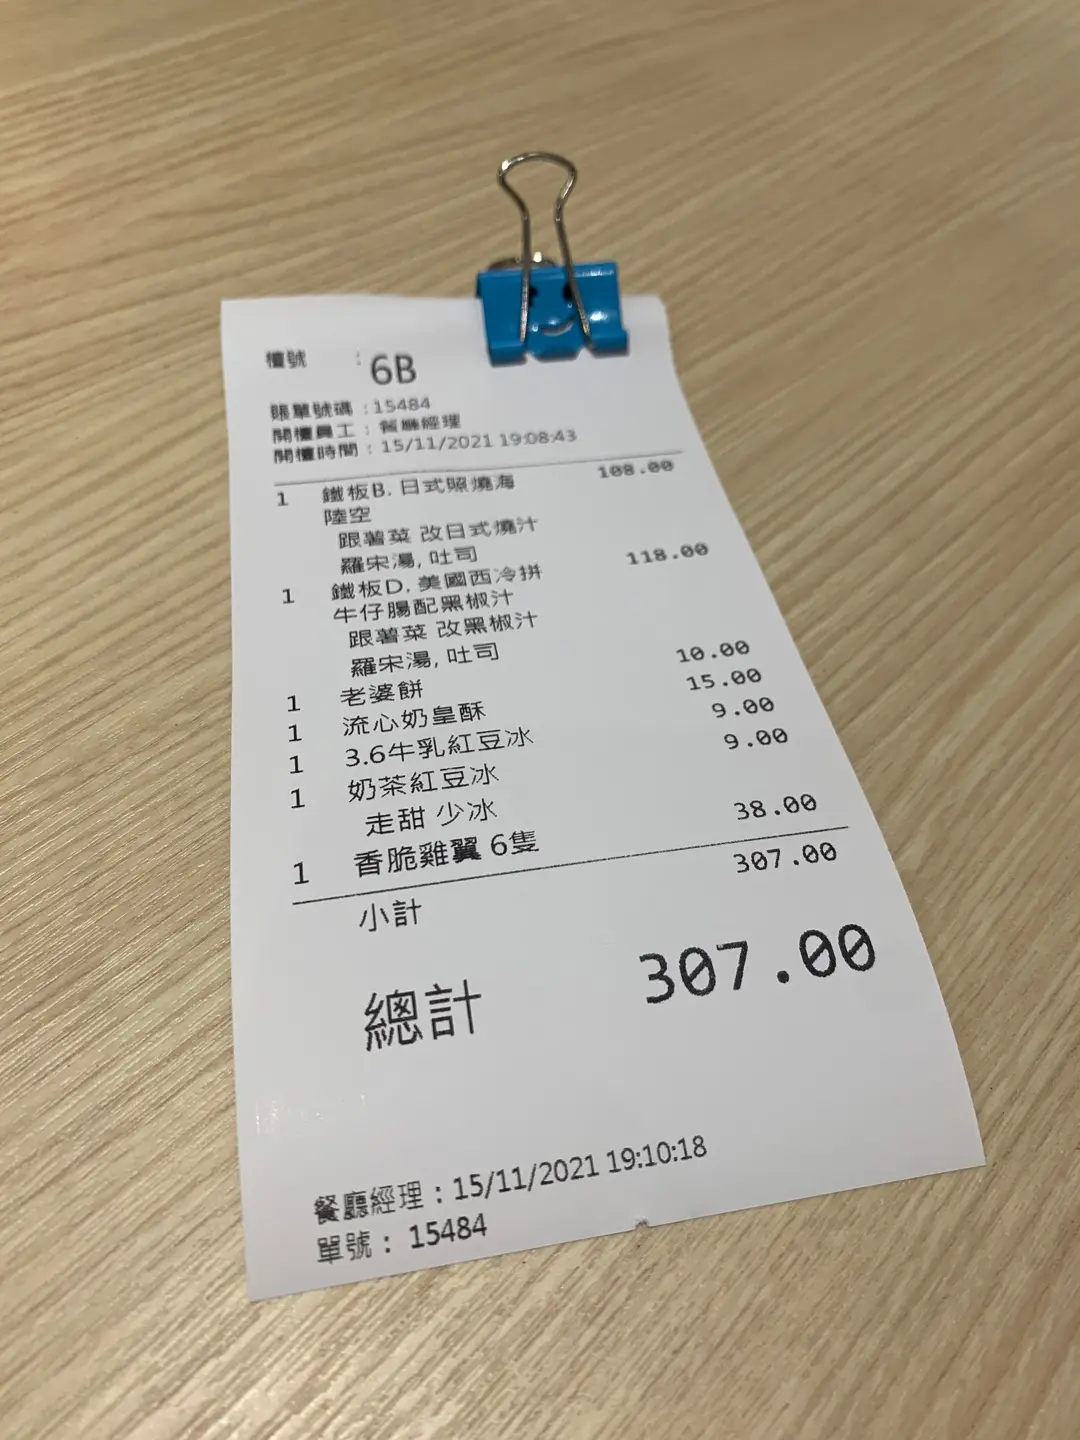 檯號 : 6B
賬單號碼 : 15484
開檯員工 : 餐廳經理
開檯時間 : 15/11/2021 19:08:43
1 鐵板B. 日式照燒海 108.00
陸空
跟薯菜 改日式燒汁
羅宋湯, 吐司
1 鐵板D. 美國西冷拼 118.00
牛仔腸配黑椒汁
跟薯菜 改黑椒汁
羅宋湯, 吐司
1 老婆餅 10.00
1 流心奶皇酥 15.00
1 3.6牛乳紅豆冰 9.00
1 奶茶紅豆冰 9.00
走甜 少冰
1 香脆雞翼 6隻 38.00
小計 307.00
總計 307.00
餐廳經理 : 15/11/2021 19:10:18
單號 : 15484